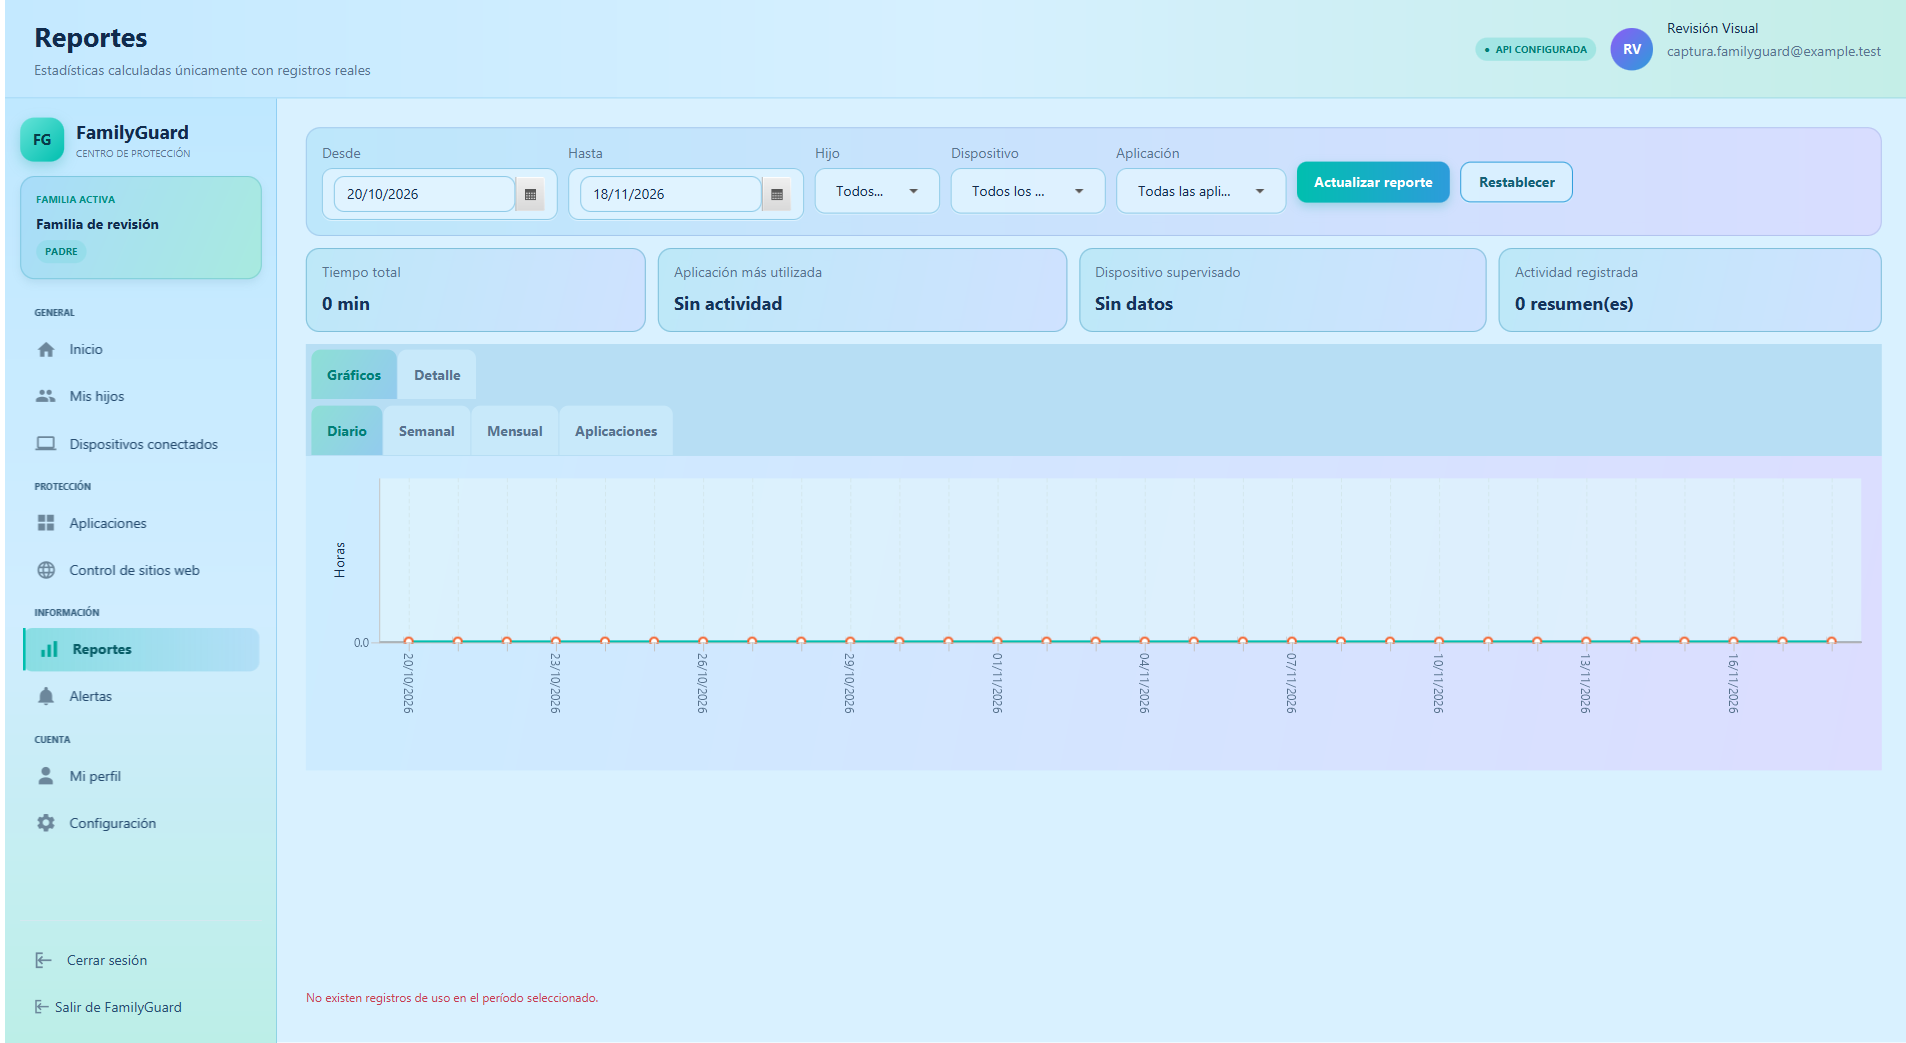 Reportes
Estadísticas calculadas únicamente con registros reales
• API CONFIGURADA
RV
Revisión Visual
captura.familyguard@example.test
FG
FamilyGuard
CENTRO DE PROTECCIÓN
FAMILIA ACTIVA
Familia de revisión
PADRE
GENERAL
Inicio
Mis hijos
Dispositivos conectados
PROTECCIÓN
Aplicaciones
Control de sitios web
INFORMACIÓN
Reportes
Alertas
CUENTA
Mi perfil
Configuración
Cerrar sesión
Salir de FamilyGuard
Desde
20/10/2026
Hasta
18/11/2026
Hijo
Todos...
Dispositivo
Todos los ...
Aplicación
Todas las apli...
Actualizar reporte
Restablecer
Tiempo total
0 min
Aplicación más utilizada
Sin actividad
Dispositivo supervisado
Sin datos
Actividad registrada
0 resumen(es)
Gráficos
Detalle
Diario
Semanal
Mensual
Aplicaciones
Horas
0.0
20/10/2026
23/10/2026
26/10/2026
29/10/2026
01/11/2026
04/11/2026
07/11/2026
10/11/2026
13/11/2026
16/11/2026
No existen registros de uso en el período seleccionado.